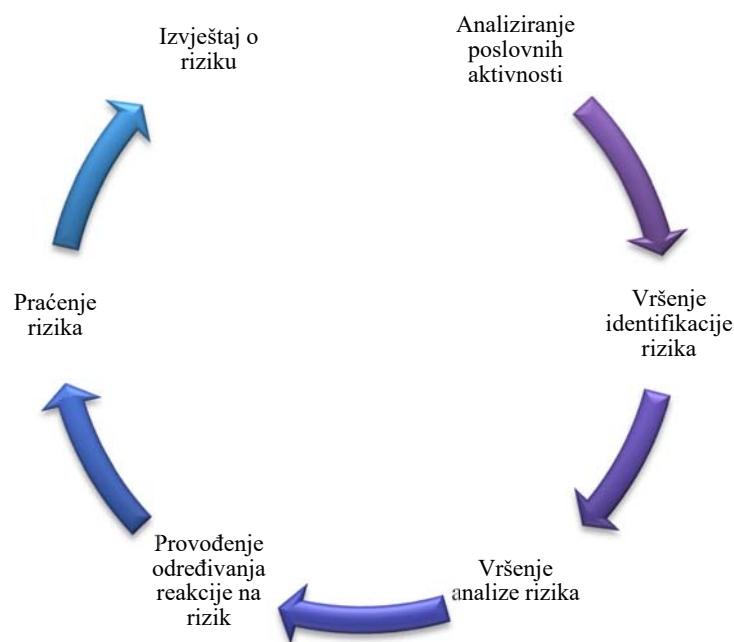 Analiziranje
poslovnih
aktivnosti
Vršenje
identifikacije
rizika
Vršenje
analize rizika
Provođenje
određivanja
reakcije na
rizik
Praćenje
rizika
Izvještaj o
riziku